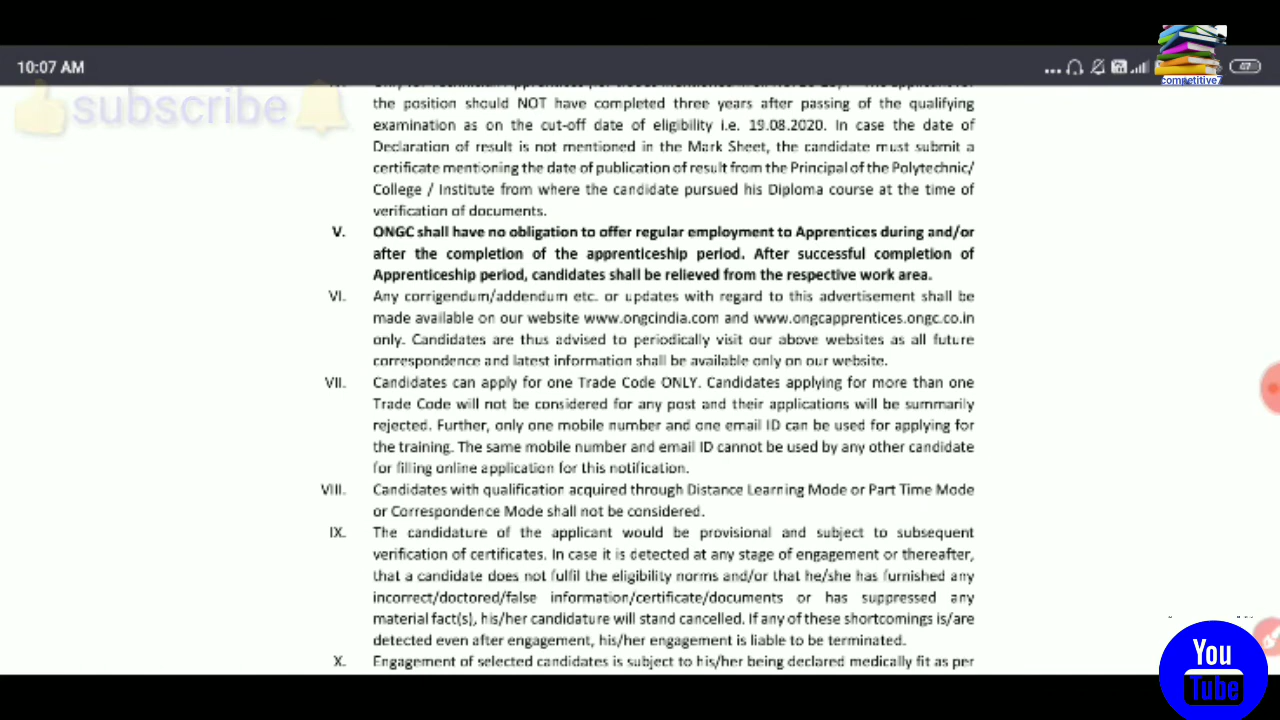 10:07 AM
competitive7
67
subscribe
the position should NOT have completed three years after passing of the qualifying
examination as on the cut-off date of eligibility i.e. 19.08.2020. In case the date of
Declaration of result is not mentioned in the Mark Sheet, the candidate must submit a
certificate mentioning the date of publication of result from the Principal of the Polytechnic/
College / Institute from where the candidate pursued his Diploma course at the time of
verification of documents.
V. ONGC shall have no obligation to offer regular employment to Apprentices during and/or
after the completion of the apprenticeship period. After successful completion of
Apprenticeship period, candidates shall be relieved from the respective work area.
VI. Any corrigendum/addendum etc. or updates with regard to this advertisement shall be
made available on our website www.ongcindia.com and www.ongcapprentices.ongc.co.in
only. Candidates are thus advised to periodically visit our above websites as all future
correspondence and latest information shall be available only on our website.
VII. Candidates can apply for one Trade Code ONLY. Candidates applying for more than one
Trade Code will not be considered for any post and their applications will be summarily
rejected. Further, only one mobile number and one email ID can be used for applying for
the training. The same mobile number and email ID cannot be used by any other candidate
for filling online application for this notification.
VIII. Candidates with qualification acquired through Distance Learning Mode or Part Time Mode
or Correspondence Mode shall not be considered.
IX. The candidature of the applicant would be provisional and subject to subsequent
verification of certificates. In case it is detected at any stage of engagement or thereafter,
that a candidate does not fulfil the eligibility norms and/or that he/she has furnished any
incorrect/doctored/false information/certificate/documents or has suppressed any
material fact(s), his/her candidature will stand cancelled. If any of these shortcomings is/are
detected even after engagement, his/her engagement is liable to be terminated.
X. Engagement of selected candidates is subject to his/her being declared medically fit as per
You
Tube